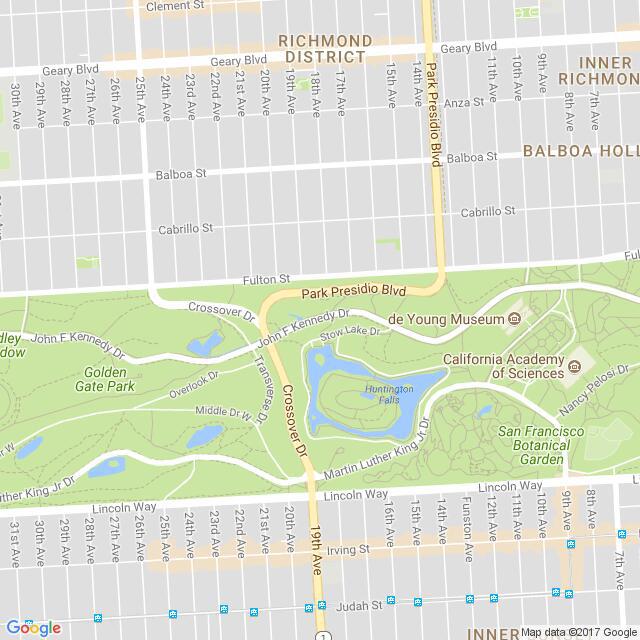 Clement St
RICHMOND
DISTRICT
Geary Blvd
Geary Blvd
Geary Blvd
INNER
RICHMON
30th Ave
29th Ave
28th Ave
27th Ave
26th Ave
25th Ave
24th Ave
23rd Ave
22nd Ave
21st Ave
20th Ave
19th Ave
18th Ave
17th Ave
15th Ave
14th Ave
Park Presidio Blvd
11th Ave
10th Ave
9th Ave
8th Ave
7th Ave
Anza St
Balboa St
Balboa St
BALBOA HOLL
Cabrillo St
Cabrillo St
Fulton St
Ful
Park Presidio Blvd
Crossover Dr
John F Kennedy Dr
Stow Lake Dr
de Young Museum
dley
dow
John F Kennedy Dr
Golden
Gate Park
Overlook Dr
Transverse Dr
Crossover Dr
Huntington
Falls
California Academy
of Sciences
Nancy Pelosi Dr
Middle Dr W
r W
San Francisco
Botanical
Garden
Martin Luther King Jr Dr
uther King Jr Dr
Lincoln Way
Lincoln Way
Lincoln Way
31st Ave
30th Ave
29th Ave
28th Ave
27th Ave
26th Ave
25th Ave
24th Ave
23rd Ave
22nd Ave
21st Ave
20th Ave
19th Ave
16th Ave
15th Ave
14th Ave
Funston Ave
12th Ave
11th Ave
10th Ave
9th Ave
8th Ave
7th Ave
Irving St
Judah St
1
INNER
Google
Map data ©2017 Google